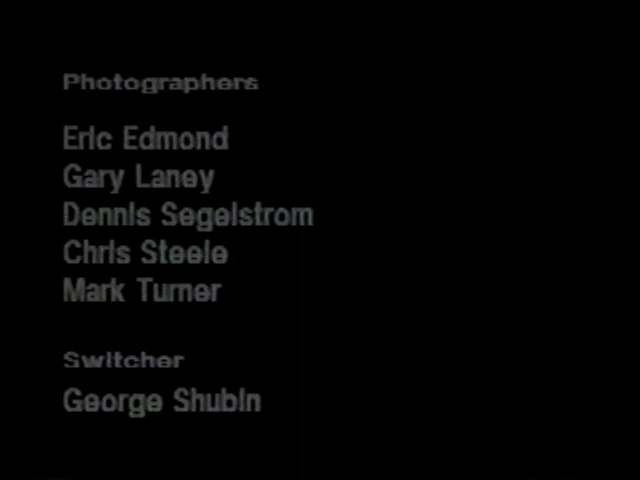 Photographers
Eric Edmond
Gary Laney
Dennis Segelstrom
Chris Steele
Mark Turner
Switcher
George Shubin